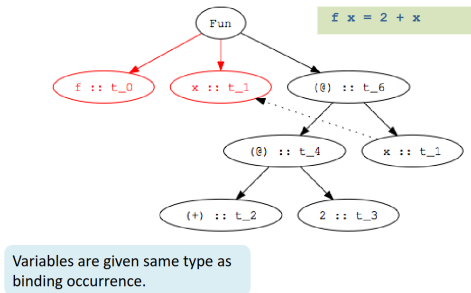 f x = 2 + x
Fun
f :: t_0
x :: t_1
(@) :: t_6
(@) :: t_4
x :: t_1
(+) :: t_2
2 :: t_3
Variables are given same type as
binding occurrence.